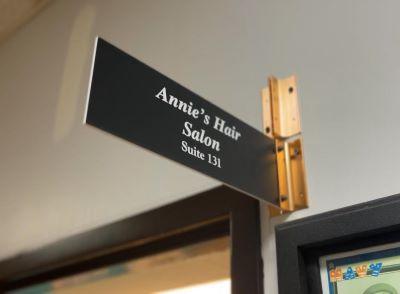 Annie's Hair
Salon
Suite 131